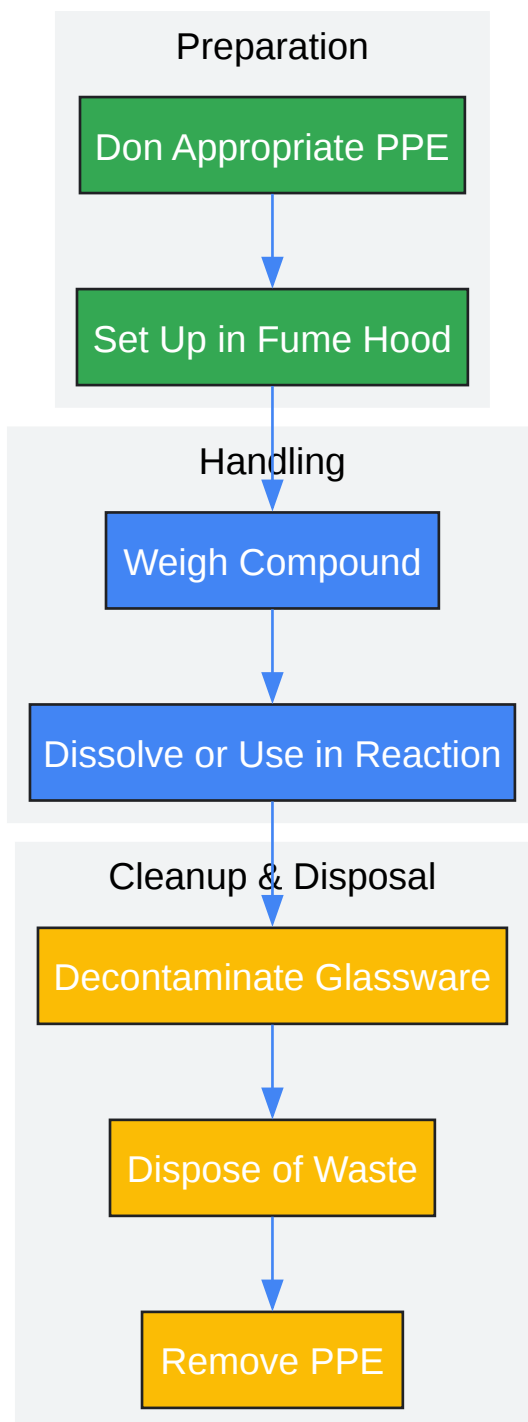 Preparation
Don Appropriate PPE
Set Up in Fume Hood
Handling
Weigh Compound
Dissolve or Use in Reaction
Cleanup & Disposal
Decontaminate Glassware
Dispose of Waste
Remove PPE